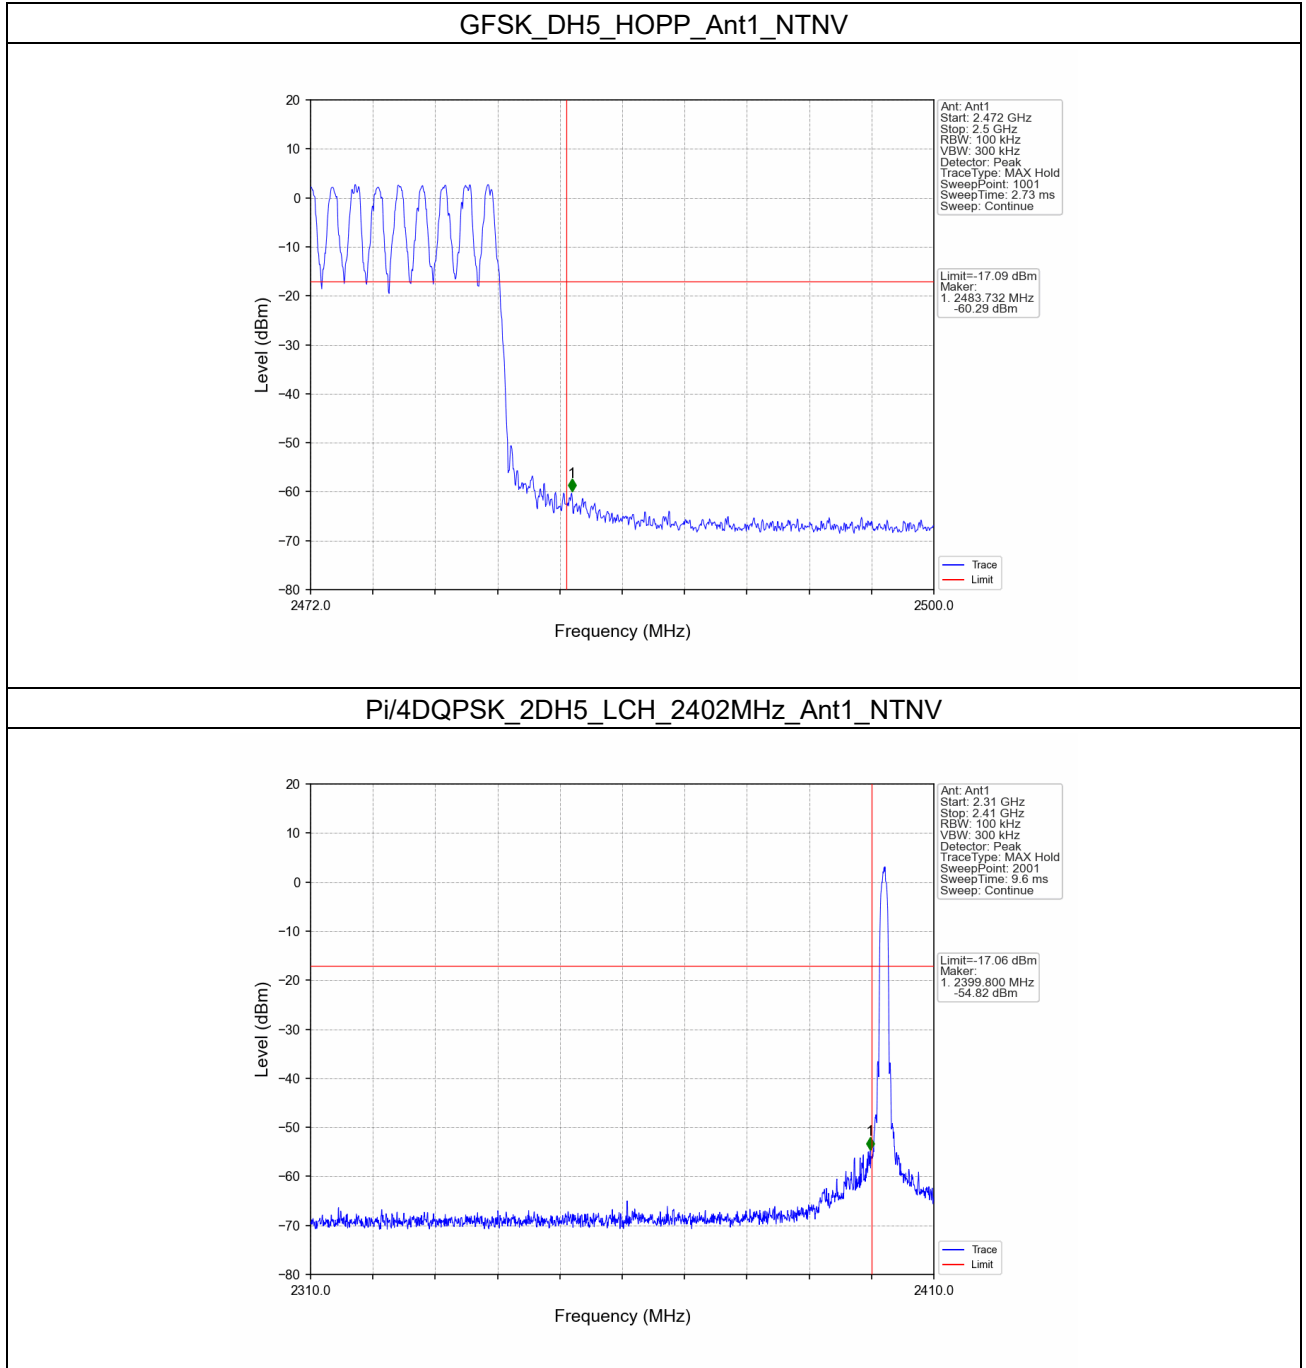 GFSK_DH5_HOPP_Ant1_NTNV
20
10
0
−10
−20
−30
−40
−50
−60
−70
−80
Level (dBm)
1
2472.0
2500.0
Frequency (MHz)
Ant: Ant1
Start: 2.472 GHz
Stop: 2.5 GHz
RBW: 100 kHz
VBW: 300 kHz
Detector: Peak
TraceType: MAX Hold
SweepPoint: 1001
SweepTime: 2.73 ms
Sweep: Continue
Limit=-17.09 dBm
Maker:
1. 2483.732 MHz
-60.29 dBm
Trace
Limit
Pi/4DQPSK_2DH5_LCH_2402MHz_Ant1_NTNV
20
10
0
−10
−20
−30
−40
−50
−60
−70
−80
Level (dBm)
1
2310.0
2410.0
Frequency (MHz)
Ant: Ant1
Start: 2.31 GHz
Stop: 2.41 GHz
RBW: 100 kHz
VBW: 300 kHz
Detector: Peak
TraceType: MAX Hold
SweepPoint: 2001
SweepTime: 9.6 ms
Sweep: Continue
Limit=-17.06 dBm
Maker:
1. 2399.800 MHz
-54.82 dBm
Trace
Limit